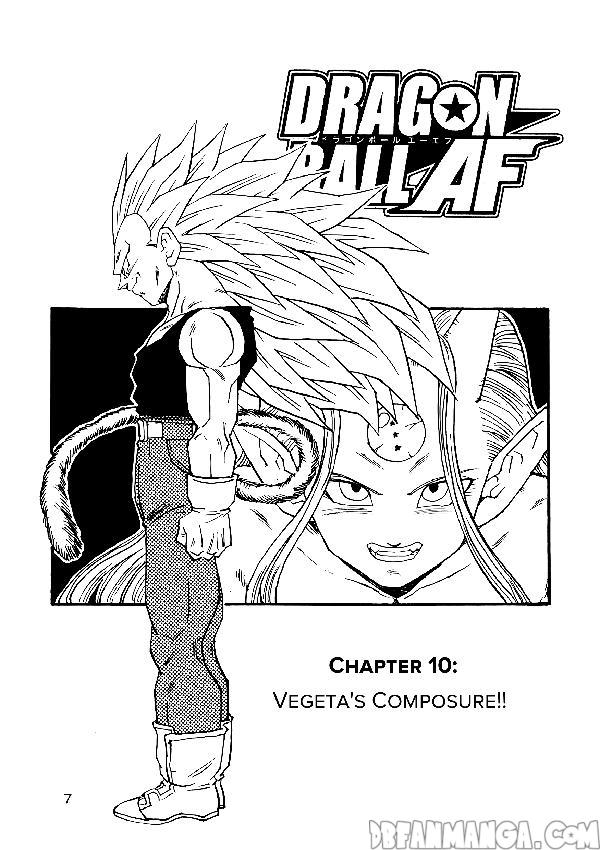 DRAGON
ドラゴンボール エーエフ
BALL AF
CHAPTER 10:
VEGETA'S COMPOSURE!!
7
DBFANMANGA.COM